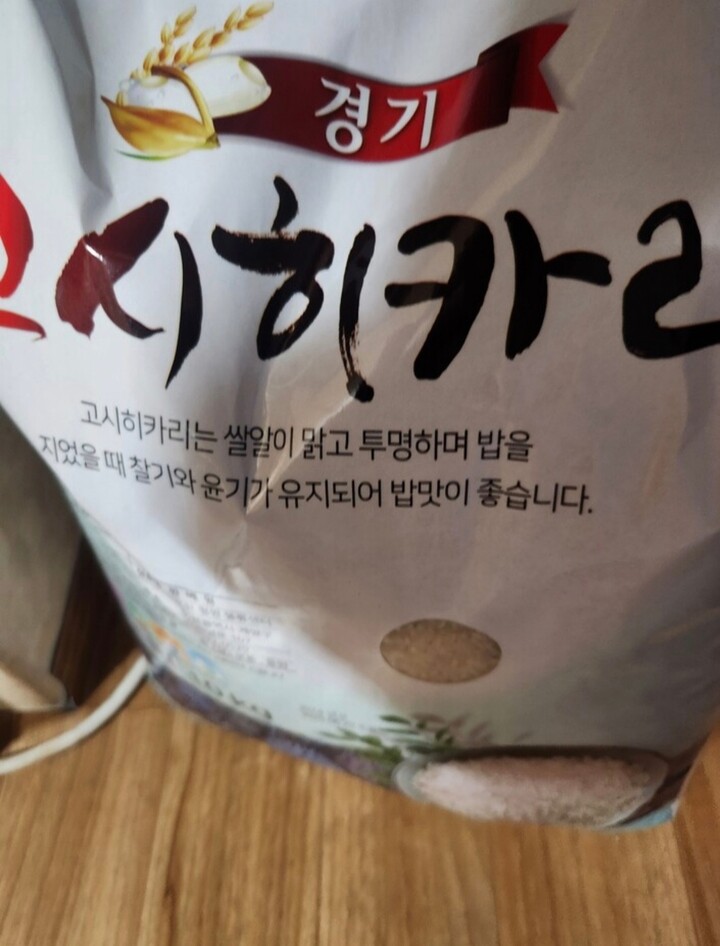 경기
고시히카리
고시히카리는 쌀알이 맑고 투명하며 밥을
지었을 때 찰기와 윤기가 유지되어 밥맛이 좋습니다.
10kg